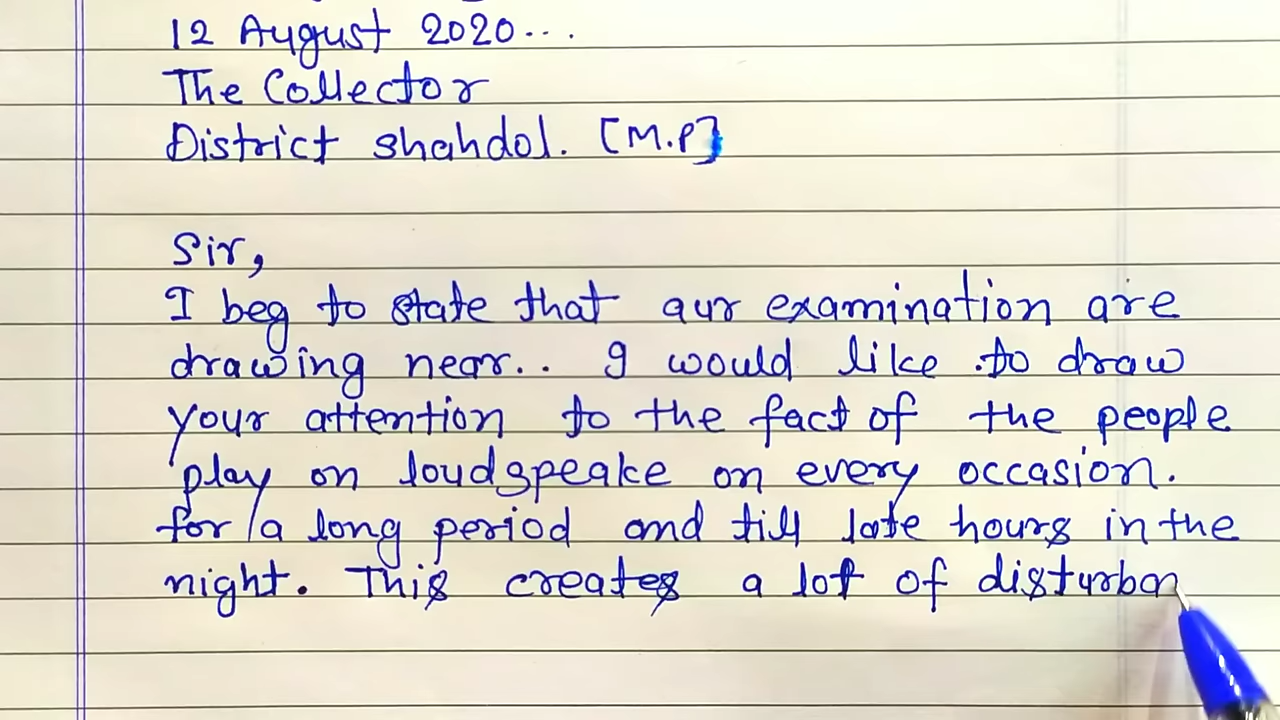 12 August 2020...
The Collector
District shahdol. [M.P]
Sir,
I beg to state that our examination are
drawing near.. I would like to draw
your attention to the fact of the people
play on loudspeake on every occasion.
for a long period and till late hours in the
night. This creates a lot of disturban